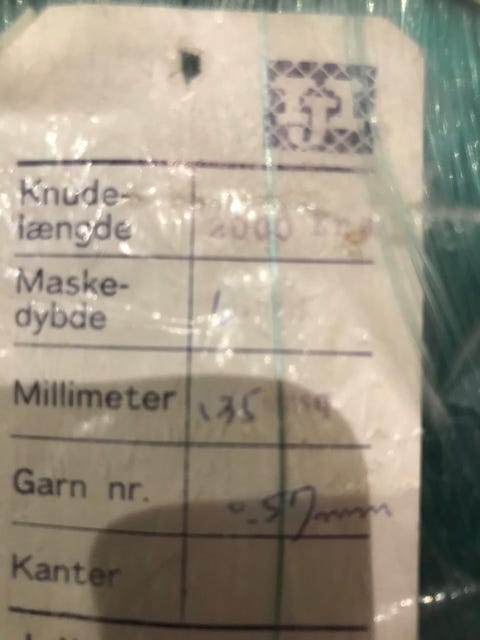 Knude-
længde 2000
Maske-
dybde
Millimeter 135
Garn nr. 0.57mm
Kanter